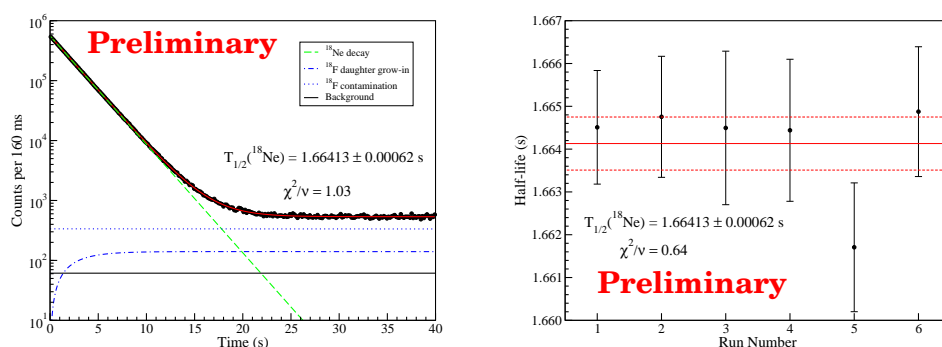 Preliminary
10⁶
10⁵
10⁴
10³
10²
10¹
Counts per 160 ms
¹⁸Ne decay
¹⁸F daughter grow-in
¹⁸F contamination
Background
T₁/₂(¹⁸Ne) = 1.66413 ± 0.00062 s
χ²/ν = 1.03
0 5 10 15 20 25 30 35 40
Time (s)
1.666
1.665
1.664
1.663
1.662
1.661
1.660
Half-life (s)
T₁/₂(¹⁸Ne) = 1.66413 ± 0.00062 s
χ²/ν = 0.64
Preliminary
1 2 3 4 5 6
Run Number